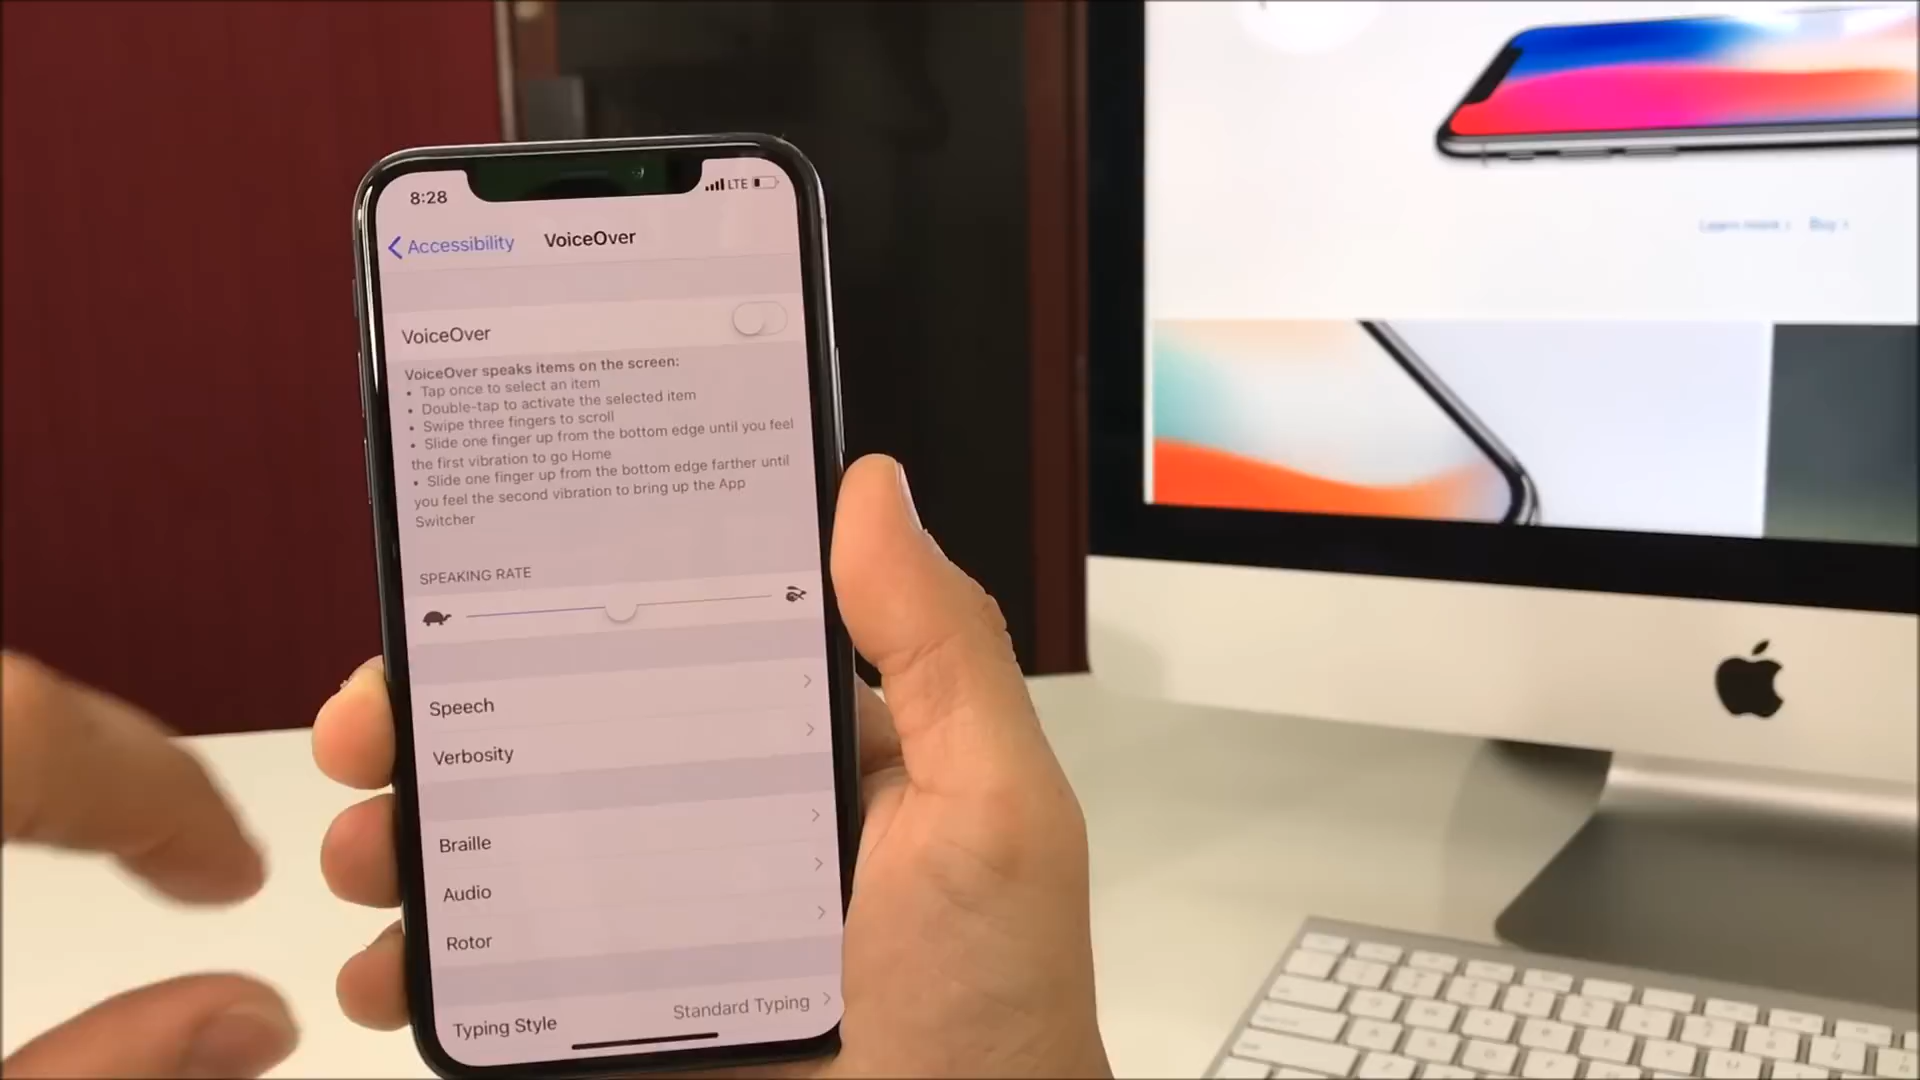 8:28
LTE
Accessibility
VoiceOver
VoiceOver
VoiceOver speaks items on the screen:
• Tap once to select an item
• Double-tap to activate the selected item
• Swipe three fingers to scroll
• Slide one finger up from the bottom edge until you feel
the first vibration to go Home
• Slide one finger up from the bottom edge farther until
you feel the second vibration to bring up the App
Switcher
SPEAKING RATE
Speech
Verbosity
Braille
Audio
Rotor
Typing Style
Standard Typing
Learn more >
Buy >